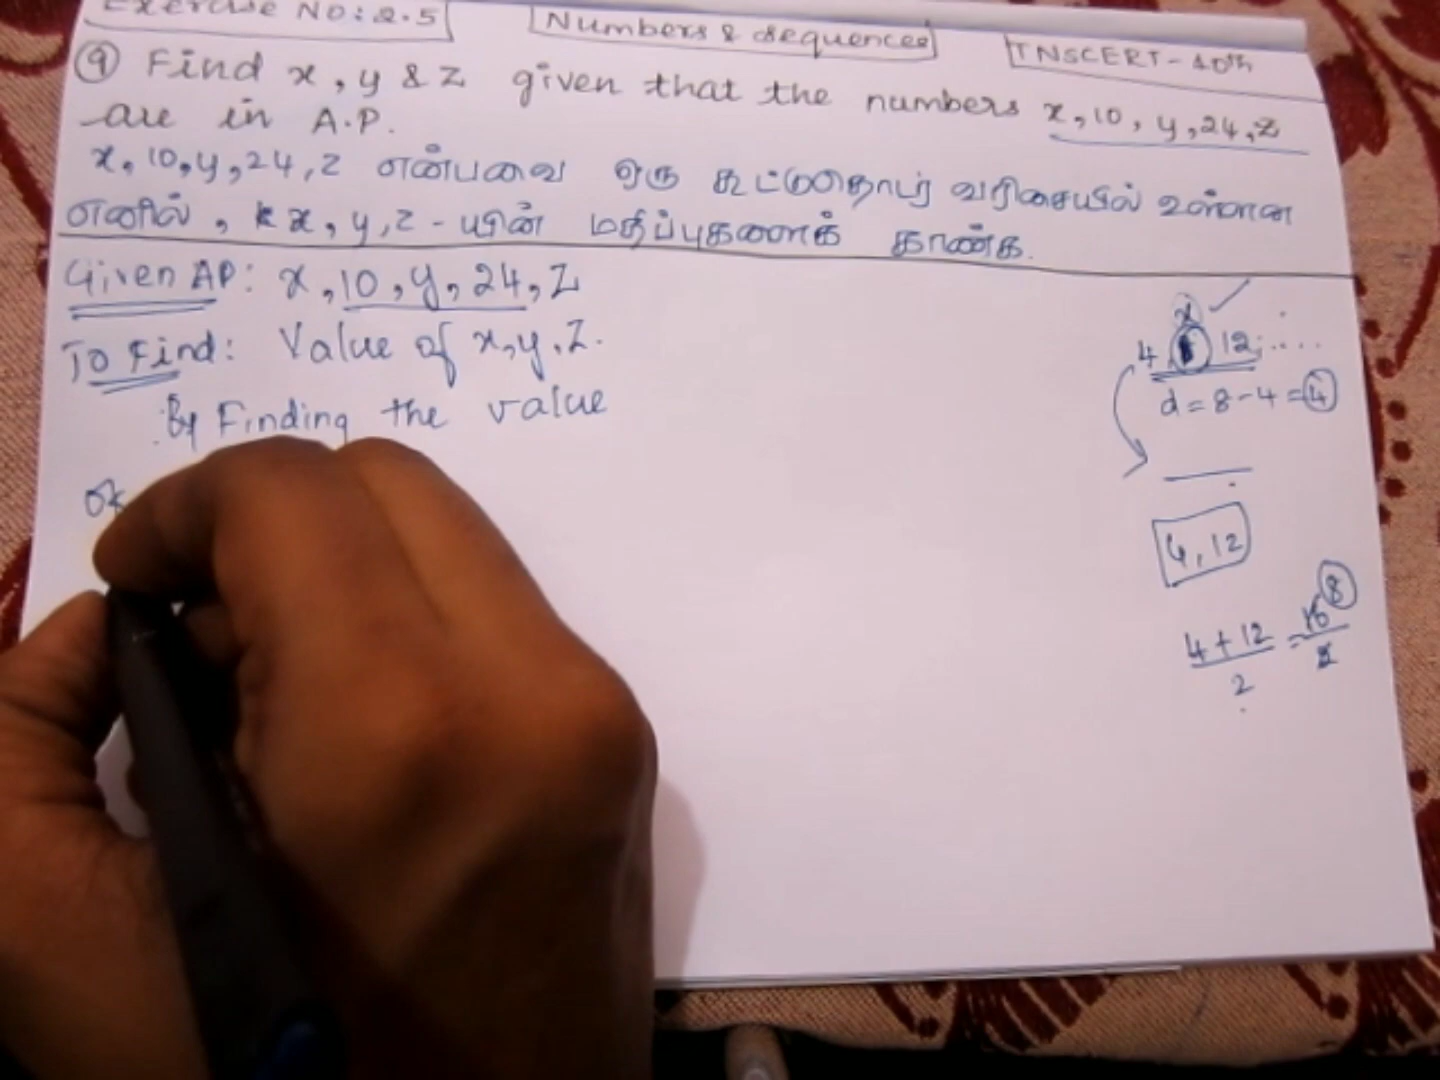 Exercise NO: 2.5
Numbers & Sequences
TNSCERT - 10th
9 Find x, y & z given that the numbers x, 10, y, 24, z
are in A.P.
x, 10, y, 24, z என்பவை ஒரு கூட்டுதொடர் வரிசையில் உள்ளன
எனில், x, y, z - யின் மதிப்புகளைக் காண்க.
Given AP: x, 10, y, 24, z
To Find: Value of x, y, z.
By Finding the value
of
x
4, 12, ....
d = 8 - 4 = 4
4, 12
4 + 12 = 16 8
2 2